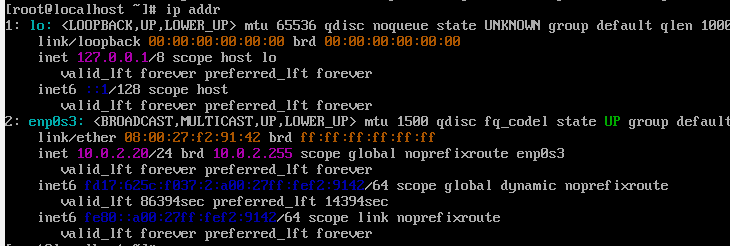 [root@localhost ~]# ip addr
1: lo: <LOOPBACK,UP,LOWER_UP> mtu 65536 qdisc noqueue state UNKNOWN group default qlen 1000
link/loopback 00:00:00:00:00:00 brd 00:00:00:00:00:00
inet 127.0.0.1/8 scope host lo
valid_lft forever preferred_lft forever
inet6 ::1/128 scope host
valid_lft forever preferred_lft forever
2: enp0s3: <BROADCAST,MULTICAST,UP,LOWER_UP> mtu 1500 qdisc fq_codel state UP group default
link/ether 08:00:27:f2:91:42 brd ff:ff:ff:ff:ff:ff
inet 10.0.2.20/24 brd 10.0.2.255 scope global noprefixroute enp0s3
valid_lft forever preferred_lft forever
inet6 fd17:625c:f037:2:a00:27ff:fef2:9142/64 scope global dynamic noprefixroute
valid_lft 86394sec preferred_lft 14394sec
inet6 fe80::a00:27ff:fef2:9142/64 scope link noprefixroute
valid_lft forever preferred_lft forever
[root@localhost ~]#